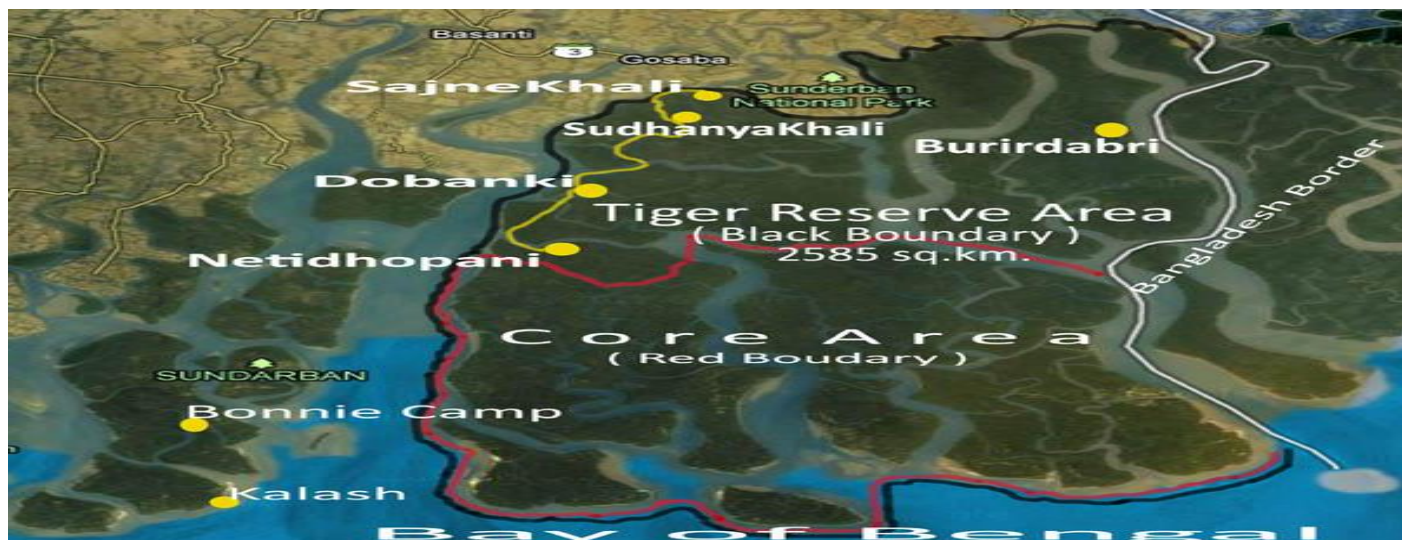 Basanti
3
Gosaba
SajneKhali
Sunderban
National Park
SudhanyaKhali
Burirdabri
Dobanki
Tiger Reserve Area
( Black Boundary )
2585 sq.km.
Bangladesh Border
Netidhopani
Core Area
( Red Boudary )
SUNDARBAN
Bonnie Camp
Kalash
Bay of Bengal